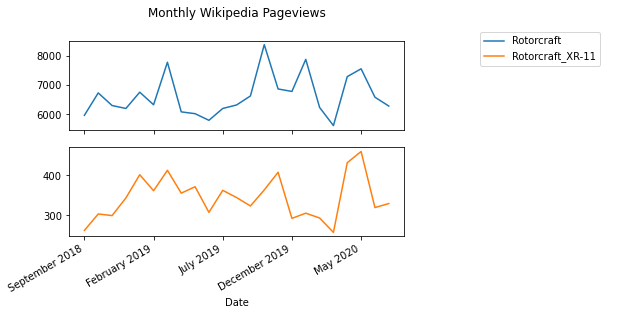 Monthly Wikipedia Pageviews
Rotorcraft
Rotorcraft_XR-11
8000
7000
6000
400
300
September 2018
February 2019
July 2019
December 2019
May 2020
Date